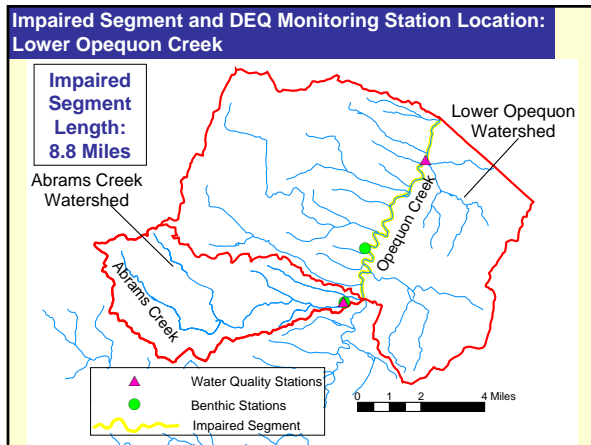 Impaired Segment and DEQ Monitoring Station Location:
Lower Opequon Creek
Impaired
Segment
Length:
8.8 Miles
Lower Opequon
Watershed
Abrams Creek
Watershed
Opequon Creek
Abrams Creek
Water Quality Stations
Benthic Stations
Impaired Segment
0 1 2 4 Miles